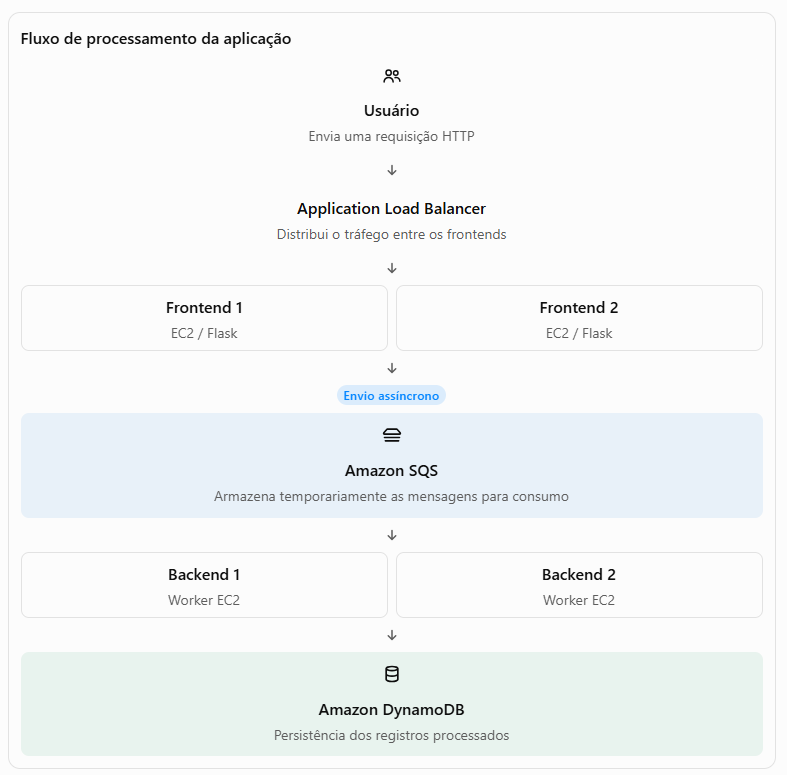 Fluxo de processamento da aplicação
Usuário
Envia uma requisição HTTP
Application Load Balancer
Distribui o tráfego entre os frontends
Frontend 1
EC2 / Flask
Frontend 2
EC2 / Flask
Envio assíncrono
Amazon SQS
Armazena temporariamente as mensagens para consumo
Backend 1
Worker EC2
Backend 2
Worker EC2
Amazon DynamoDB
Persistência dos registros processados